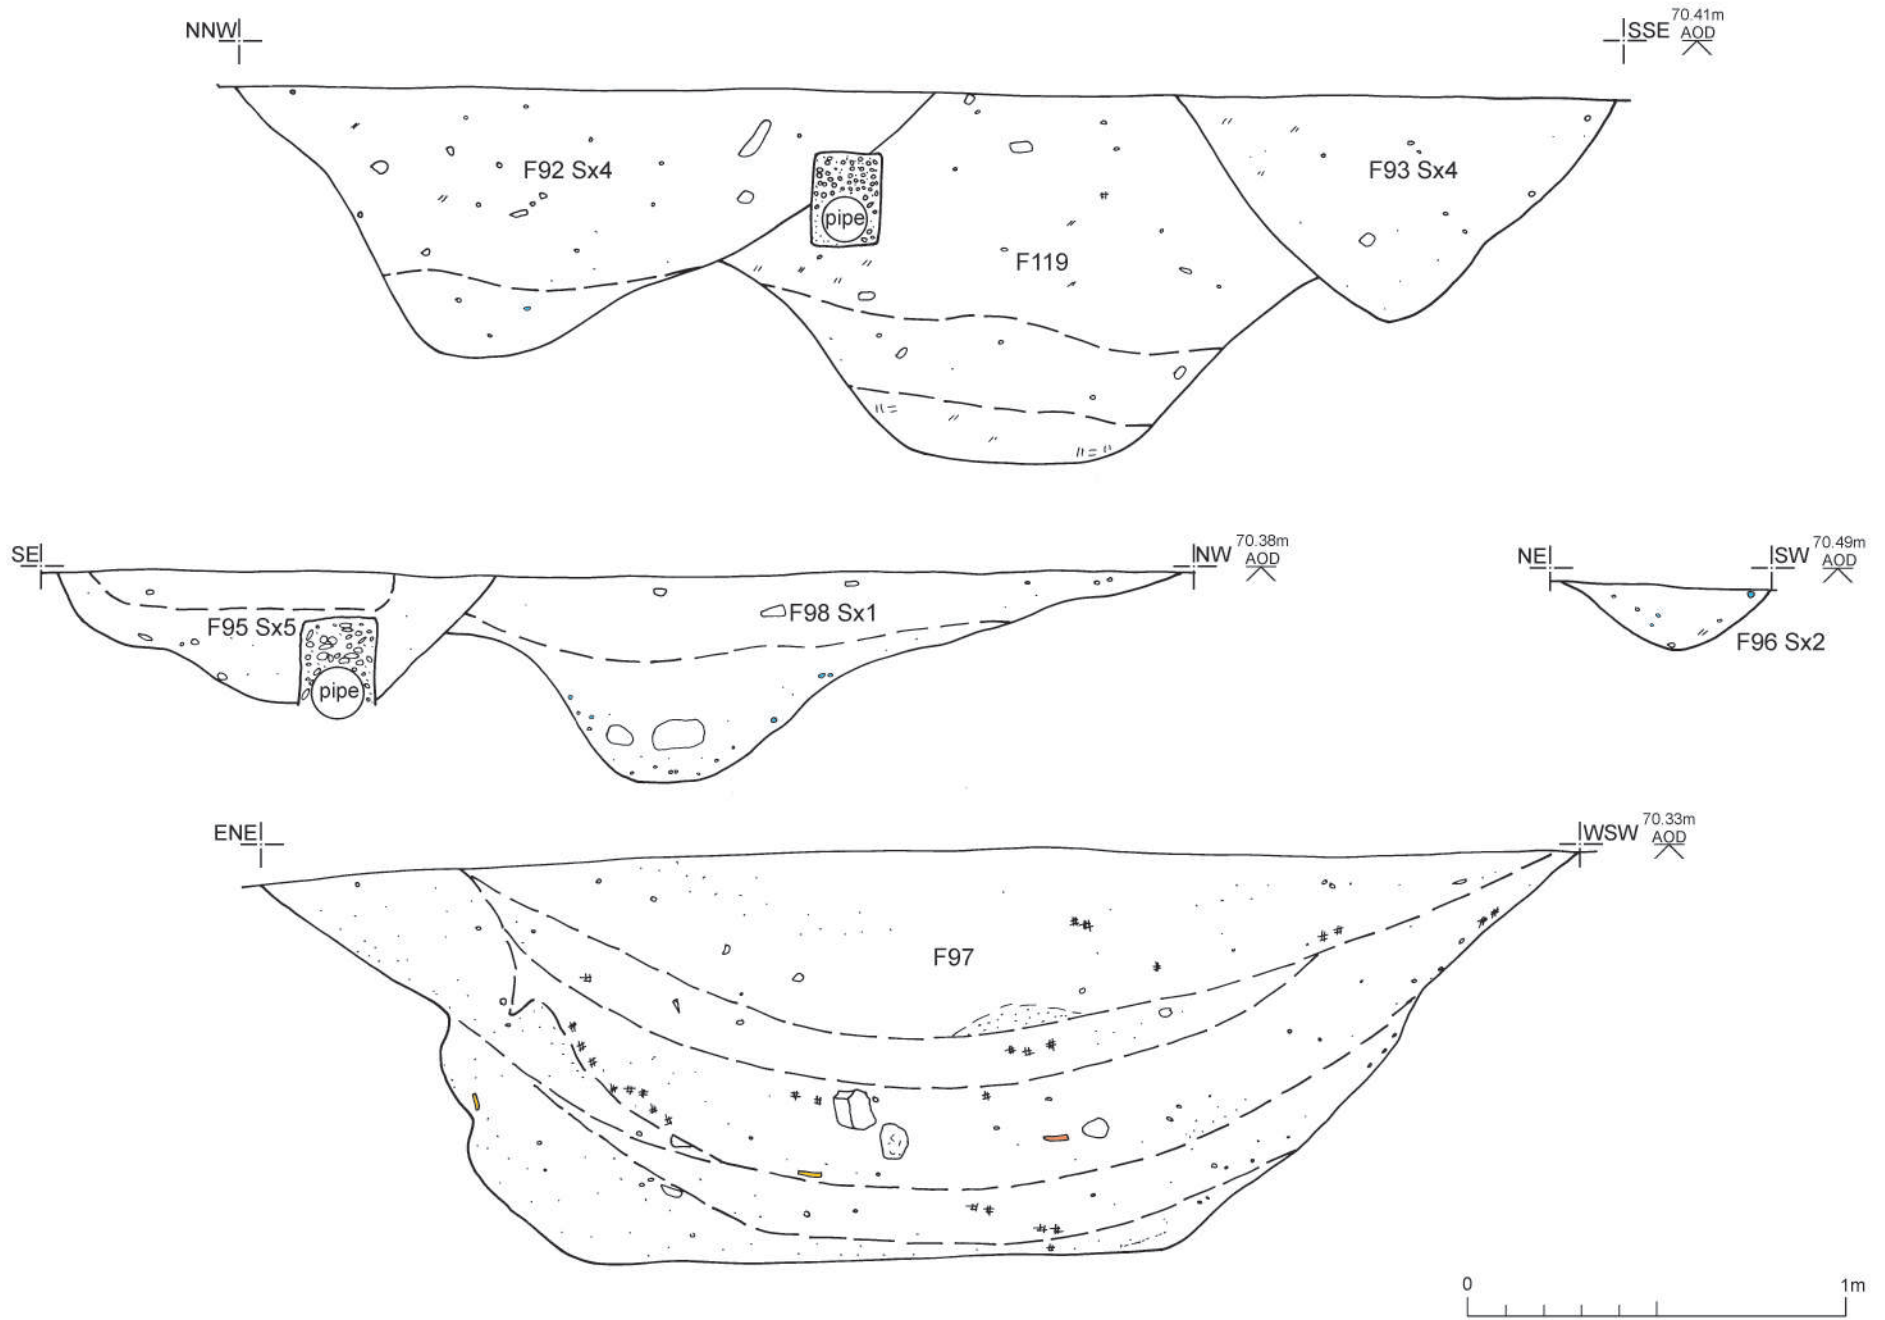 NNW
SSE
70.41m
AOD
F92 Sx4
F93 Sx4
pipe
F119
SE
NW
70.38m
AOD
NE
SW
70.49m
AOD
F95 Sx5
F98 Sx1
F96 Sx2
pipe
ENE
WSW
70.33m
AOD
F97
0
1m